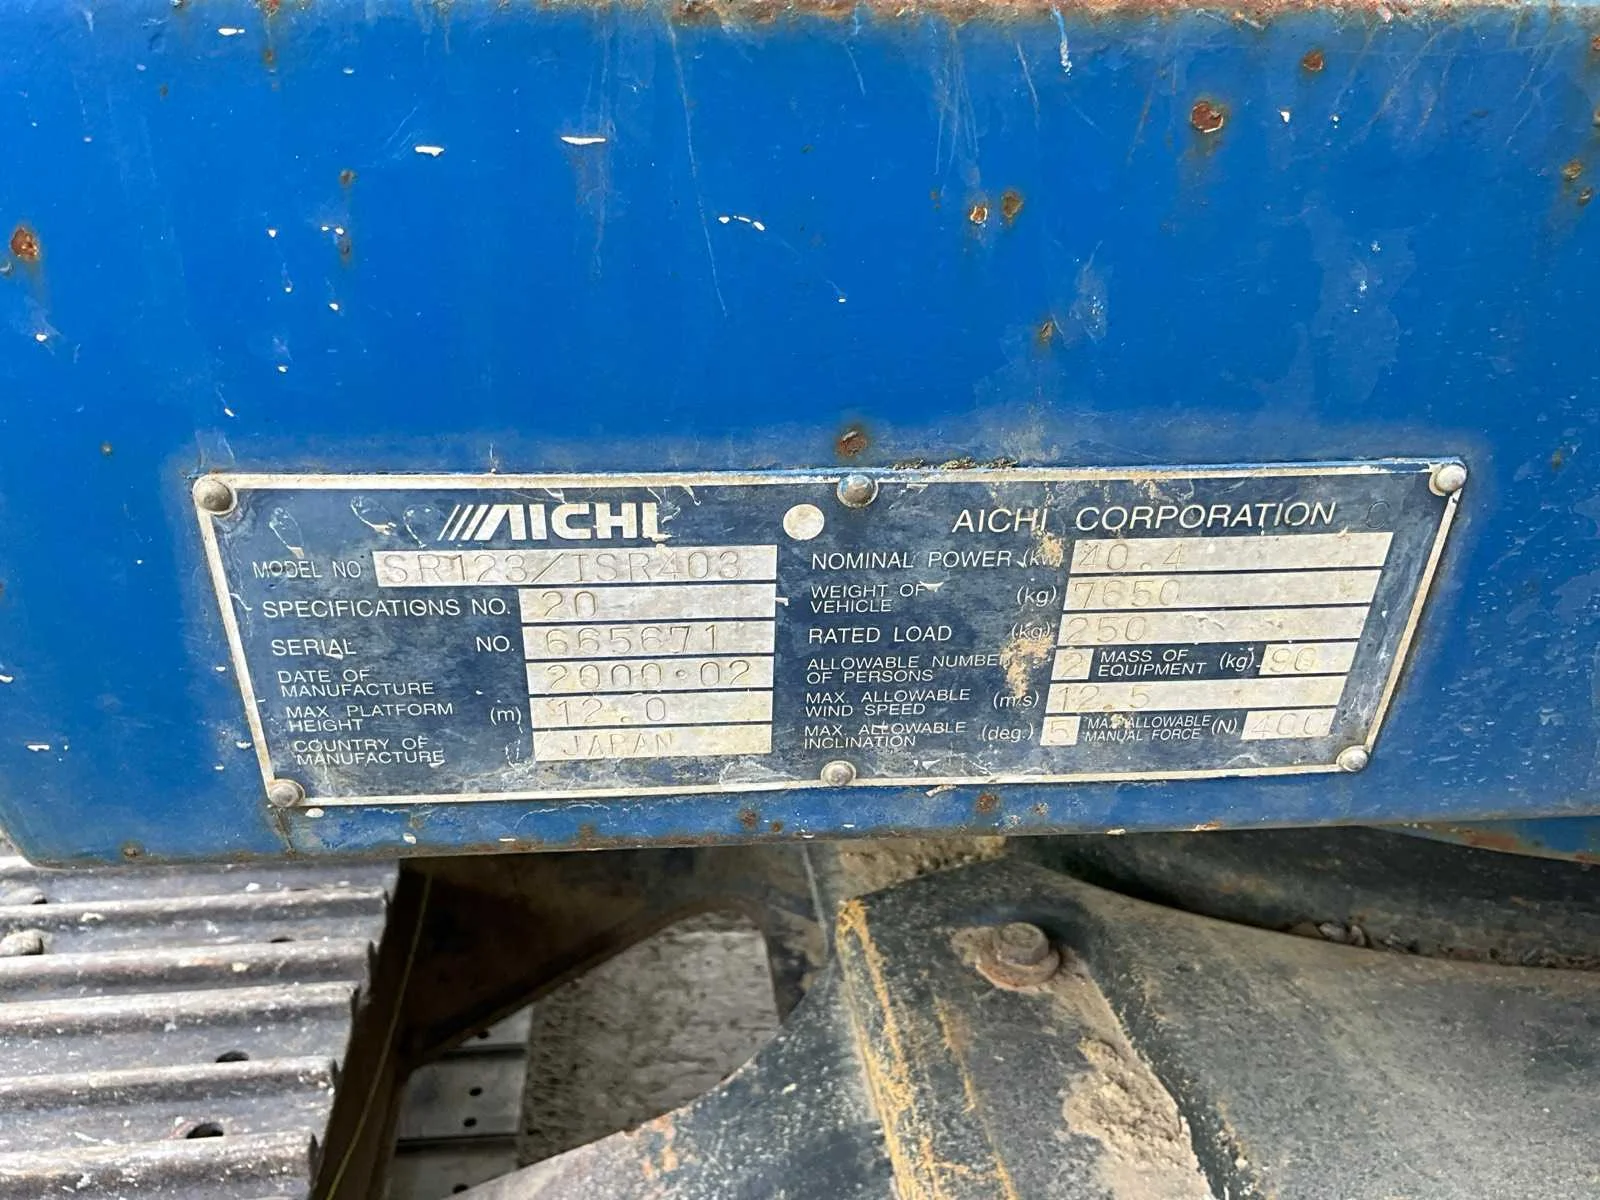 AICHI
AICHI CORPORATION
MODEL NO SR123/ISR403
SPECIFICATIONS NO. 20
SERIAL NO. 665671
DATE OF MANUFACTURE 2000.02
MAX PLATFORM HEIGHT (m) 12.0
COUNTRY OF MANUFACTURE JAPAN
NOMINAL POWER (kw) 40.4
WEIGHT OF VEHICLE (kg) 7650
RATED LOAD (kg) 250
ALLOWABLE NUMBER OF PERSONS 2 MASS OF EQUIPMENT (kg) 90
MAX. ALLOWABLE WIND SPEED (m/s) 12.5
MAX. ALLOWABLE INCLINATION (deg.) 5 MAX.ALLOWABLE MANUAL FORCE (N) 400